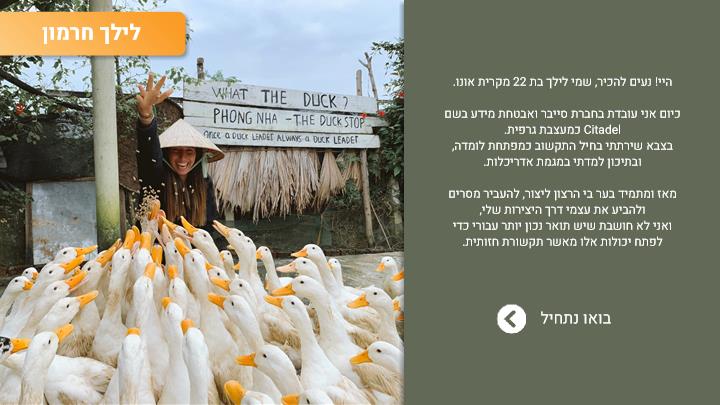 לילך חרמון
WHAT THE DUCK?
PHONG NHA - THE DUCK STOP
ONCE A DUCK LEADER ALWAYS A DUCK LEADER
היי! נעים להכיר, שמי לילך בת 22 מקרית אונו.
כיום אני עובדת בחברת סייבר ואבטחת מידע בשם
Citadel כמעצבת גרפית.
בצבא שירתתי בחיל התקשוב כמפתחת לומדה,
ובתיכון למדתי במגמת אדריכלות.
מאז ומתמיד בער בי הרצון ליצור, להעביר מסרים
ולהביע את עצמי דרך היצירות שלי,
ואני לא חושבת שיש תואר נכון יותר עבורי כדי
לפתח יכולות אלו מאשר תקשורת חזותית.
בואו נתחיל